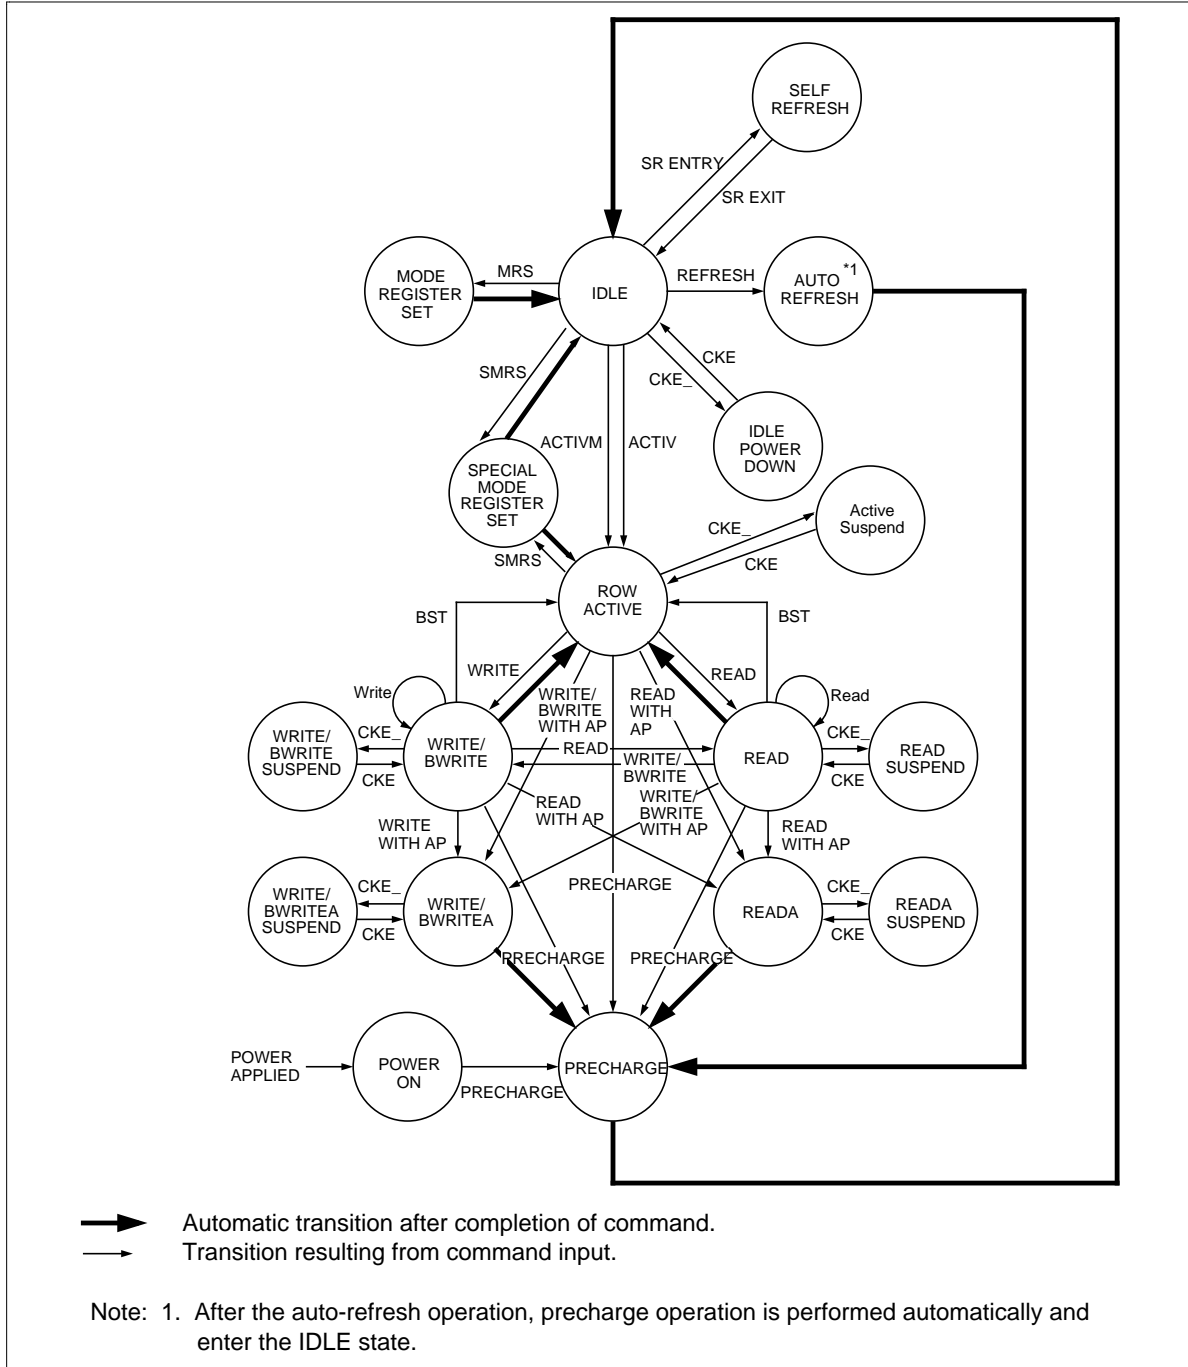 SELF
REFRESH
SR ENTRY
SR EXIT
MODE
REGISTER
SET
MRS
IDLE
REFRESH
AUTO *1
REFRESH
SMRS
CKE
CKE_
IDLE
POWER
DOWN
ACTIVM
ACTIV
SPECIAL
MODE
REGISTER
SET
SMRS
CKE_
CKE
Active
Suspend
ROW
ACTIVE
BST
BST
WRITE
WRITE/
BWRITE
WITH AP
READ
WITH
AP
READ
Write
Read
WRITE/
BWRITE
SUSPEND
CKE_
CKE
WRITE/
BWRITE
READ
WRITE/
BWRITE
READ
CKE_
CKE
READ
SUSPEND
READ
WITH AP
WRITE/
BWRITE
WITH AP
WRITE
WITH AP
READ
WITH AP
WRITE/
BWRITEA
SUSPEND
CKE_
CKE
WRITE/
BWRITEA
PRECHARGE
READA
CKE_
CKE
READA
SUSPEND
PRECHARGE
PRECHARGE
POWER
APPLIED
POWER
ON
PRECHARGE
PRECHARGE
Automatic transition after completion of command.
Transition resulting from command input.
Note: 1. After the auto-refresh operation, precharge operation is performed automatically and
enter the IDLE state.